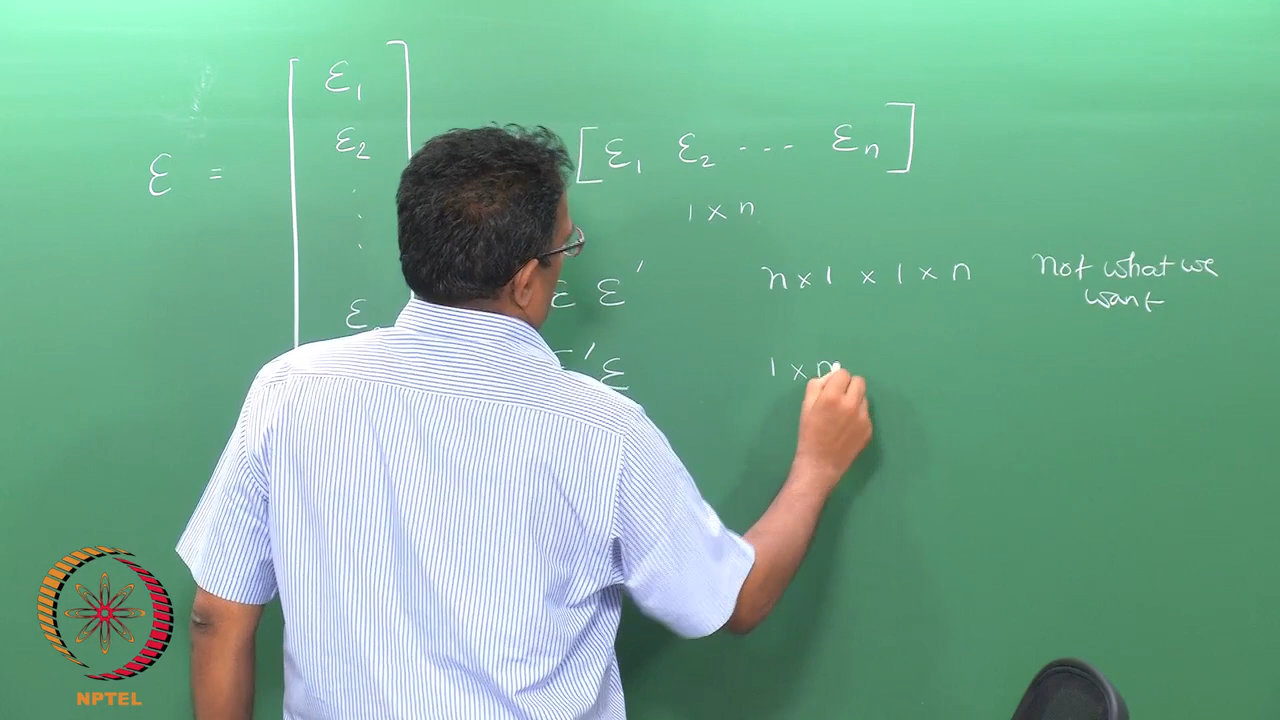 ε = [ ε₁
ε₂
⋮
ε
[ε₁ ε₂ --- εₙ]
1 × n
ε ε′ n × 1 × 1 × n not what we
want
′ε 1 × n
NPTEL